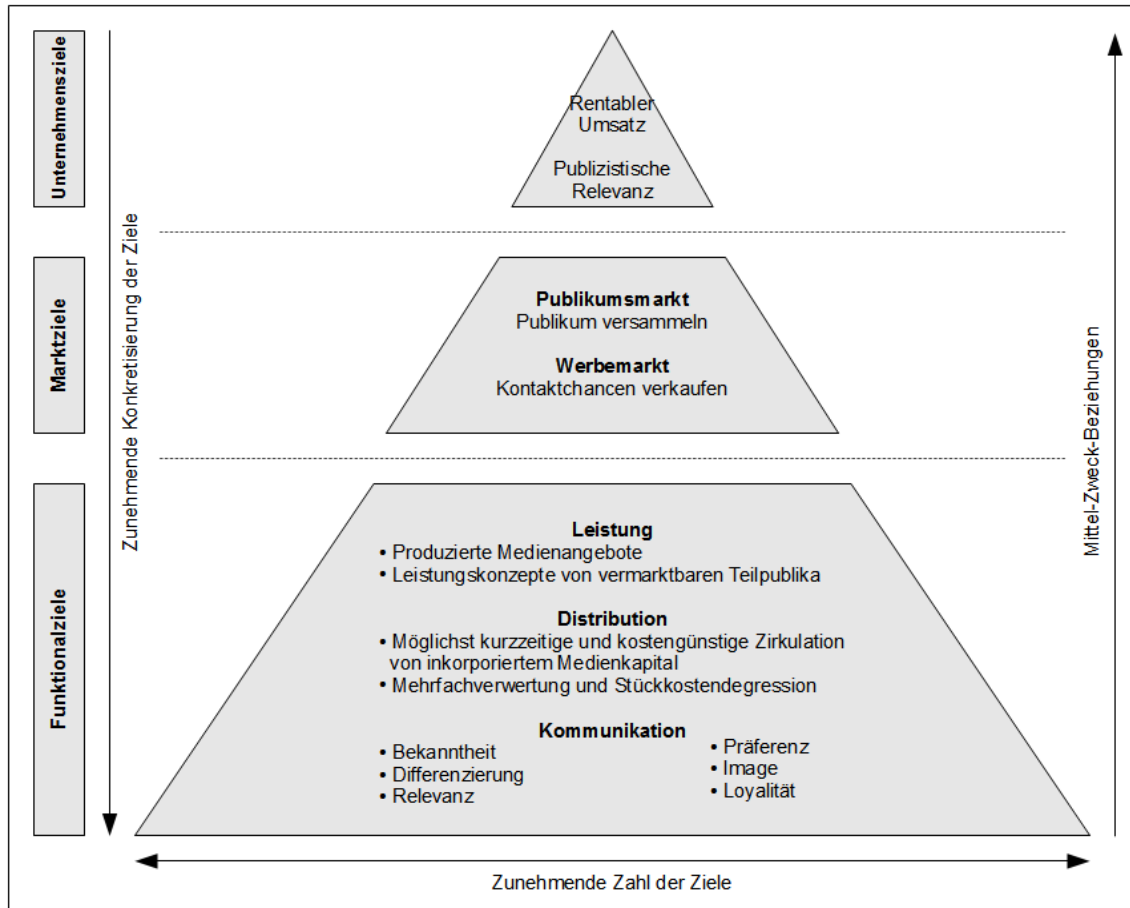 Unternehmensziele
Rentabler
Umsatz
Publizistische
Relevanz
Zunehmende Konkretisierung der Ziele
Mittel-Zweck-Beziehungen
Marktziele
Publikumsmarkt
Publikum versammeln
Werbemarkt
Kontaktchancen verkaufen
Funktionalziele
Leistung
• Produzierte Medienangebote
• Leistungskonzepte von vermarktbaren Teilpublika
Distribution
• Möglichst kurzzeitige und kostengünstige Zirkulation
von inkorporiertem Medienkapital
• Mehrfachverwertung und Stückkostendegression
Kommunikation
• Bekanntheit
• Differenzierung
• Relevanz
• Präferenz
• Image
• Loyalität
Zunehmende Zahl der Ziele